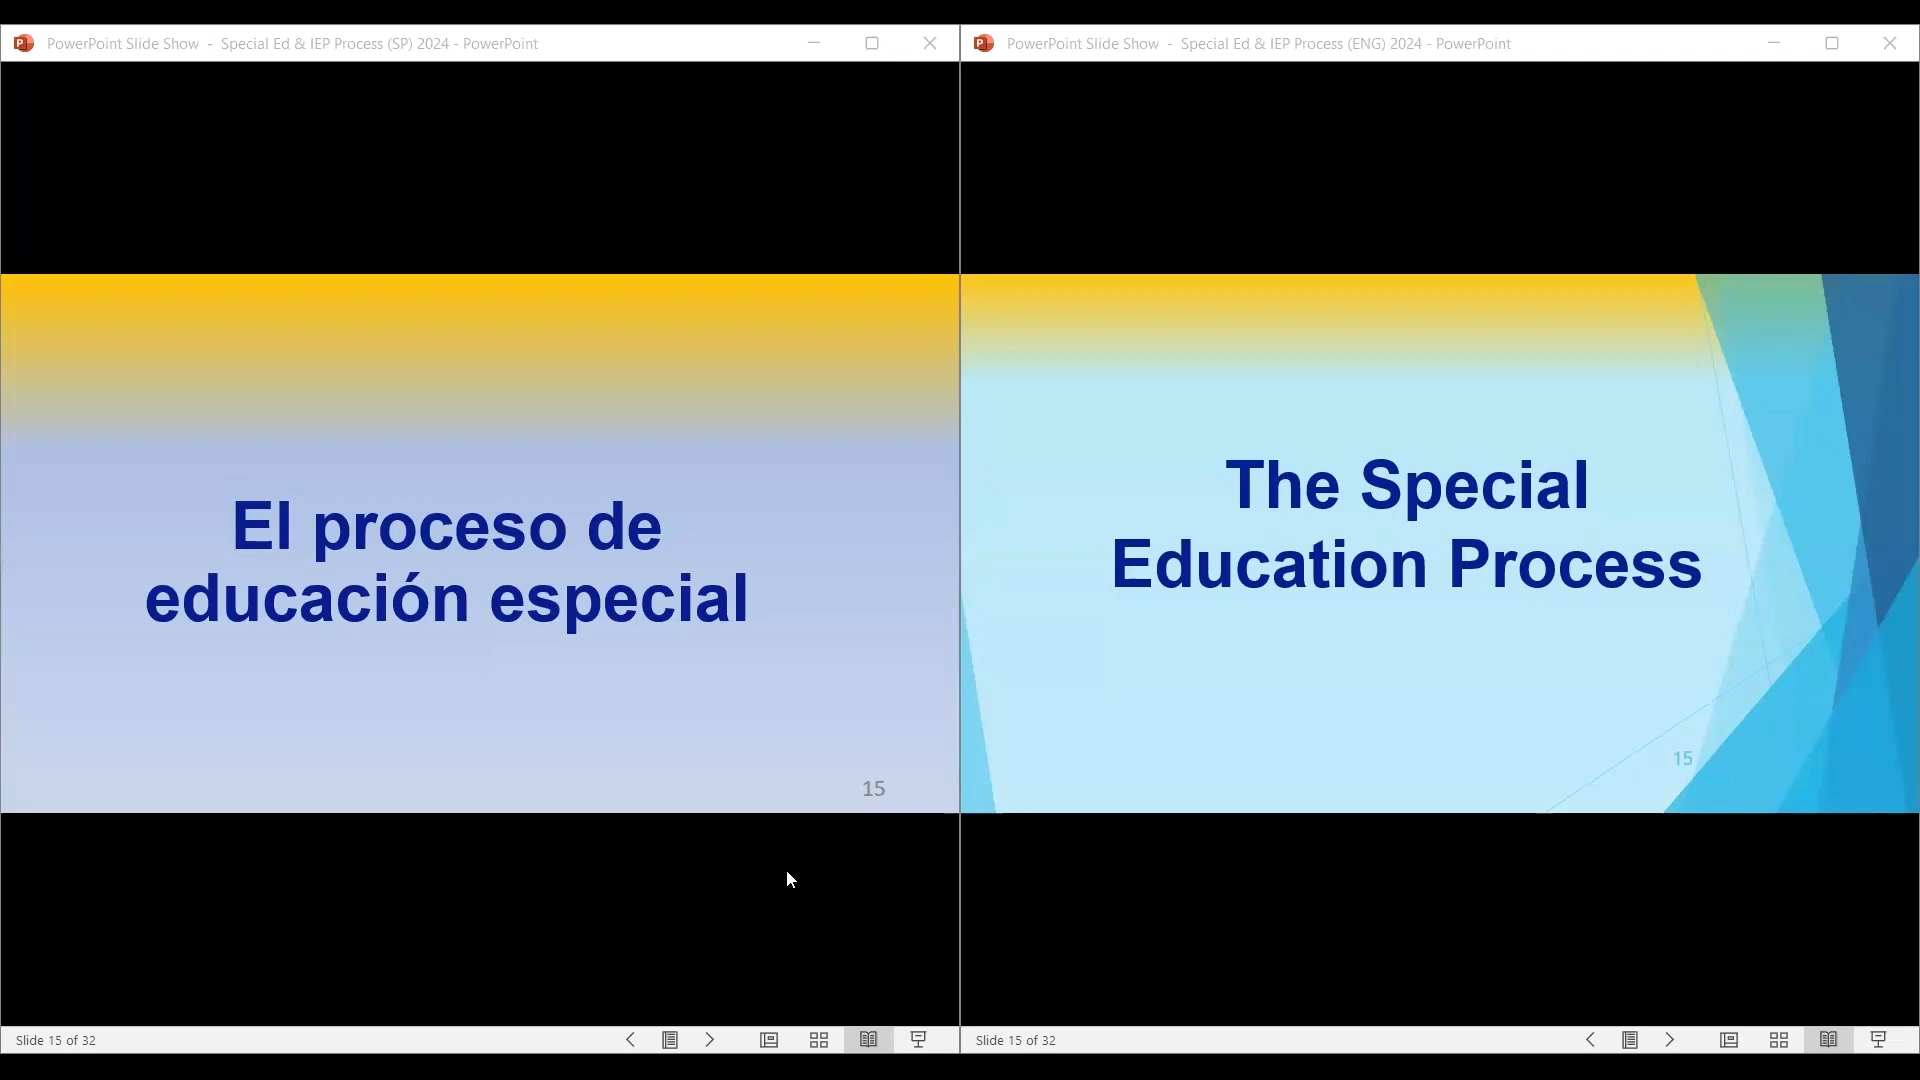 PowerPoint Slide Show - Special Ed & IEP Process (SP) 2024 - PowerPoint
El proceso de
educación especial
15
Slide 15 of 32
PowerPoint Slide Show - Special Ed & IEP Process (ENG) 2024 - PowerPoint
The Special
Education Process
15
Slide 15 of 32